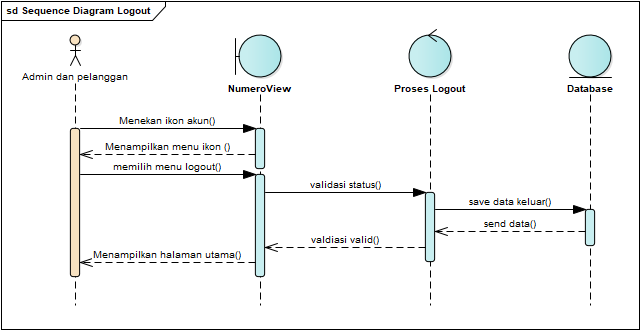 sd Sequence Diagram Logout
Admin dan pelanggan
NumeroView
Proses Logout
Database
Menekan ikon akun()
Menampilkan menu ikon ()
memilih menu logout()
validasi status()
save data keluar()
send data()
valdiasi valid()
Menampilkan halaman utama()